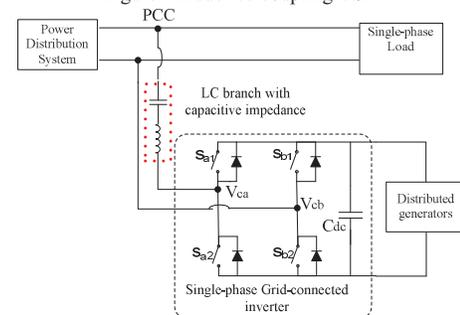 PCC
Power
Distribution
System
Single-phase
Load
LC branch with
capacitive impedance
Sa1
Sb1
Vca
Vcb
Cdc
Distributed
generators
Sa2
Sb2
Single-phase Grid-connected
inverter